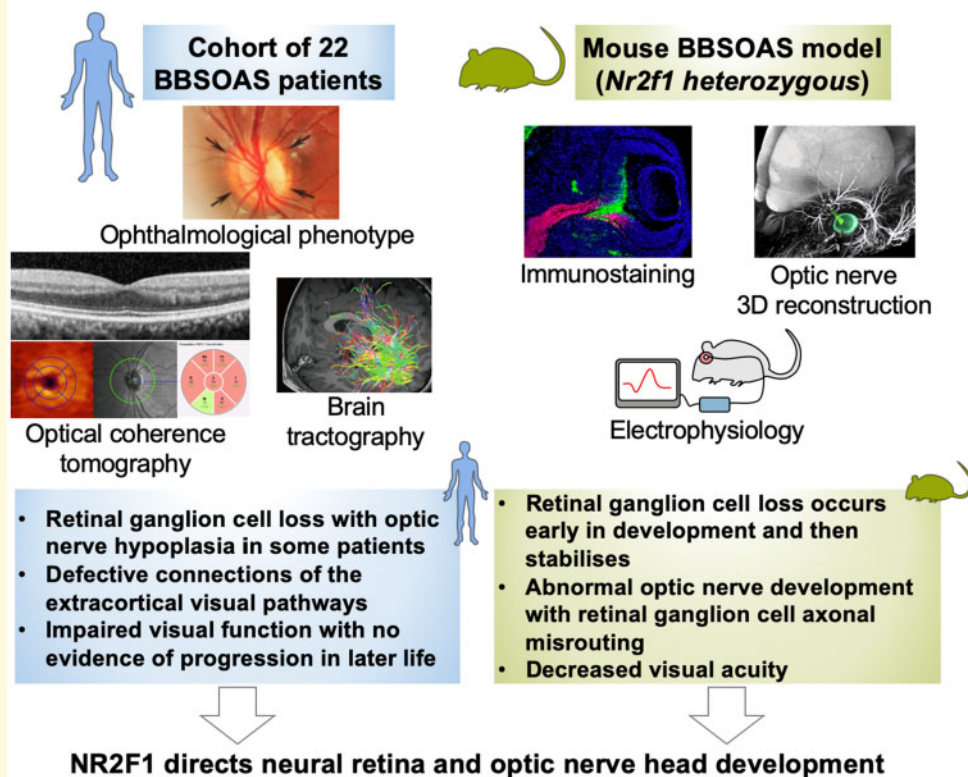 Cohort of 22
BBSOAS patients
Mouse BBSOAS model
(Nr2f1 heterozygous)
Ophthalmological phenotype
Immunostaining
Optic nerve
3D reconstruction
Optical coherence
tomography
Brain
tractography
Electrophysiology
• Retinal ganglion cell loss with optic
nerve hypoplasia in some patients
• Defective connections of the
extracortical visual pathways
• Impaired visual function with no
evidence of progression in later life
• Retinal ganglion cell loss occurs
early in development and then
stabilises
• Abnormal optic nerve development
with retinal ganglion cell axonal
misrouting
• Decreased visual acuity
NR2F1 directs neural retina and optic nerve head development